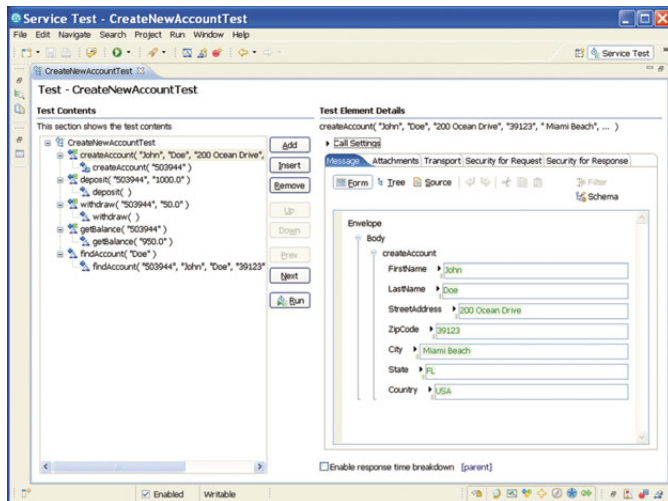 Service Test - CreateNewAccountTest
File Edit Navigate Search Project Run Window Help
Service Test
CreateNewAccountTest
Test - CreateNewAccountTest
Test Contents
This section shows the test contents
CreateNewAccountTest
createAccount( "John", "Doe", "200 Ocean Drive",
createAccount( "503944" )
deposit( "503944", "1000.0" )
deposit( )
withdraw( "503944", "50.0" )
withdraw( )
getBalance( "503944" )
getBalance( "950.0" )
findAccount( "Doe" )
findAccount( "503944", "John", "Doe", "39123"
Add
Insert
Remove
Up
Down
Prev
Next
Run
Test Element Details
createAccount( "John", "Doe", "200 Ocean Drive", "39123", " Miami Beach", ... )
Call Settings
Message Attachments Transport Security for Request Security for Response
Form Tree Source Filter
Schema
Envelope
Body
createAccount
FirstName John
LastName Doe
StreetAddress 200 Ocean Drive
ZipCode 39123
City Miami Beach
State FL
Country USA
Enable response time breakdown [parent]
Enabled Writable